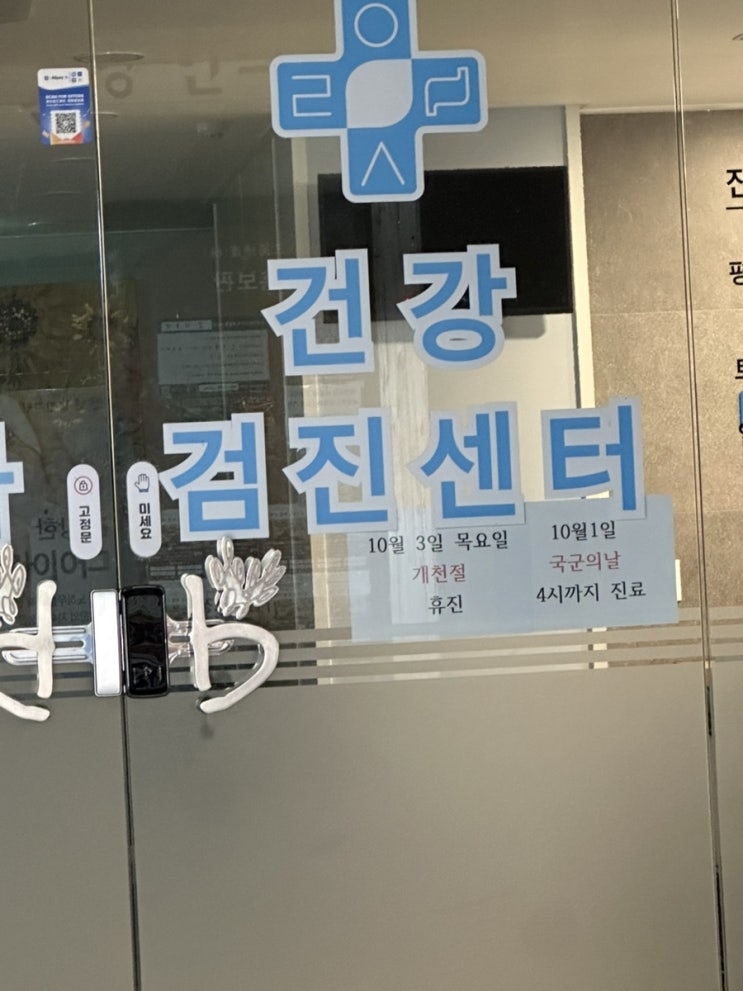 건강
검진센터
고정문
미세요
10월 3일 목요일
개천절
휴진
10월1일
국군의날
4시까지 진료